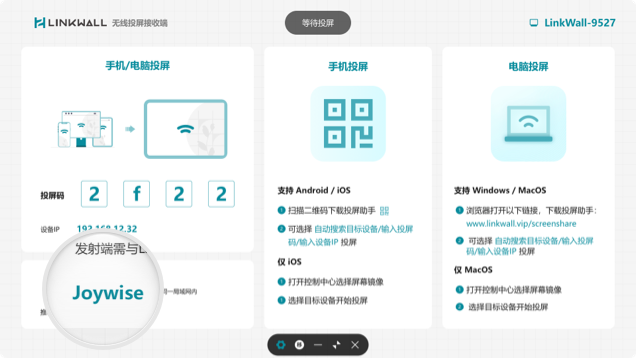 LINKWALL 无线投屏接收端
等待投屏
LinkWall-9527
手机/电脑投屏
投屏码 2 f 2 2
设备IP 192.168.12.32
发射端需与L
Joywise
同一局域网内
手机投屏
支持 Android / iOS
1 扫描二维码下载投屏助手
2 可选择 自动搜索目标设备/输入投屏
码/输入设备IP 投屏
仅 iOS
1 打开控制中心选择屏幕镜像
1 选择目标设备开始投屏
电脑投屏
支持 Windows / MacOS
1 浏览器打开以下链接，下载投屏助手：
www.linkwall.vip/screenshare
2 可选择 自动搜索目标设备/输入投屏
码/输入设备IP 投屏
仅 MacOS
1 打开控制中心选择屏幕镜像
2 选择目标设备开始投屏